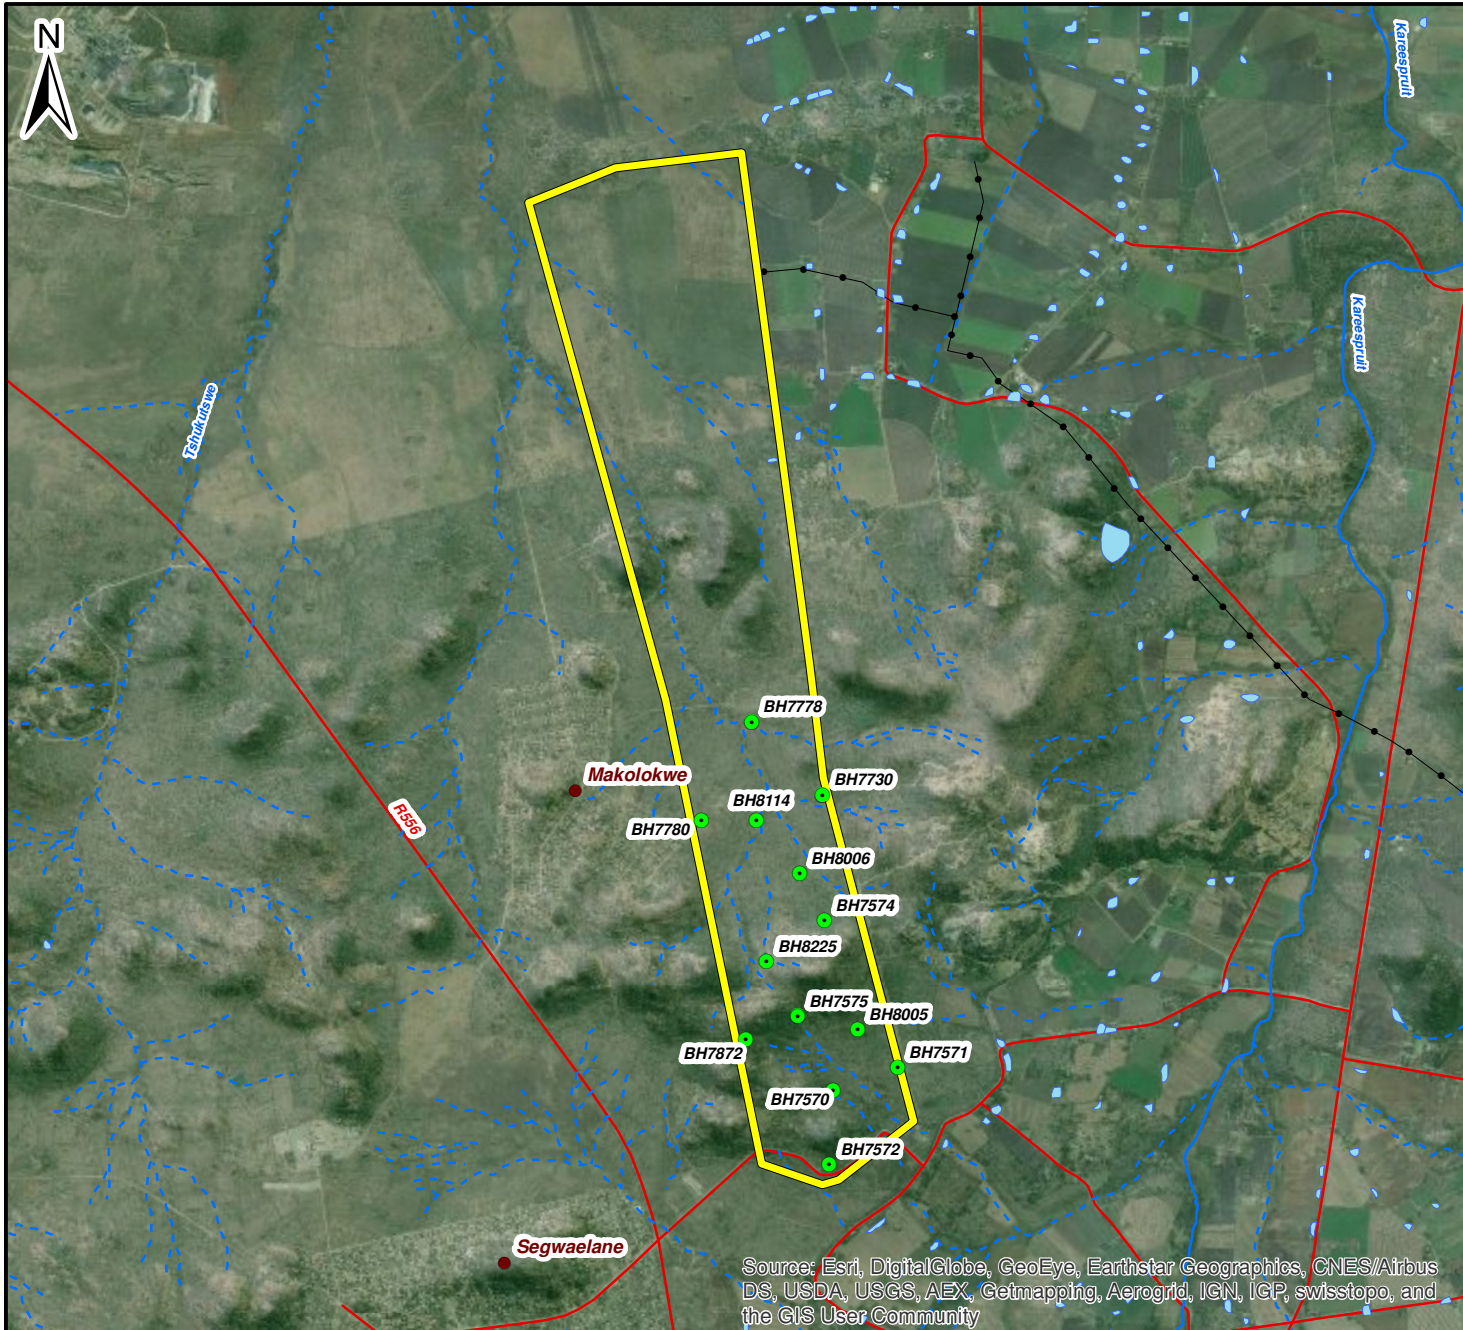 N
Kareespruit
Kareespruit
Tshukutswe
BH7778
Makolokwe
BH7730
BH8114
R556
BH7780
BH8006
BH7574
BH8225
BH7575
BH8005
BH7872
BH7571
BH7570
BH7572
Segwaelane
Source: Esri, DigitalGlobe, GeoEye, Earthstar Geographics, CNES/Airbus
DS, USDA, USGS, AEX, Getmapping, Aerogrid, IGN, IGP, swisstopo, and
the GIS User Community